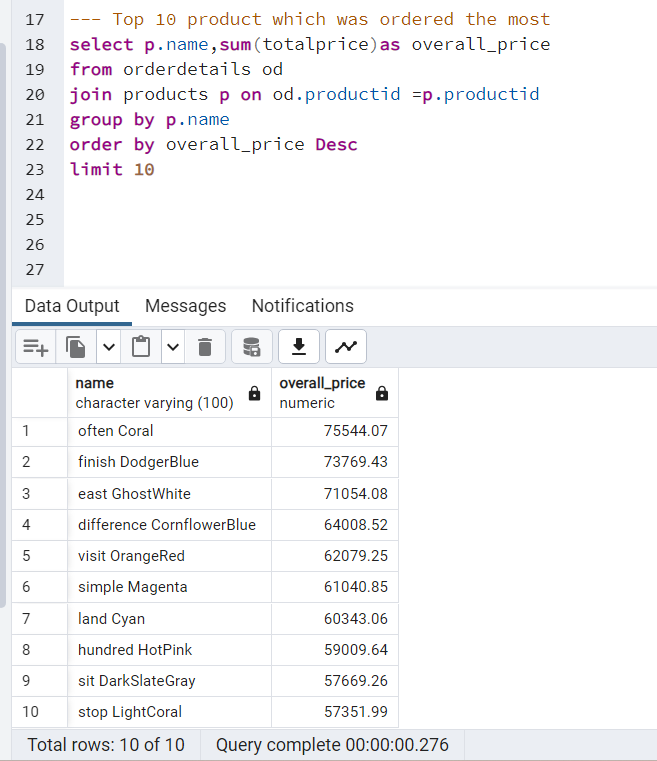 17 --- Top 10 product which was ordered the most
18 select p.name,sum(totalprice)as overall_price
19 from orderdetails od
20 join products p on od.productid =p.productid
21 group by p.name
22 order by overall_price Desc
23 limit 10
24
25
26
27
Data Output Messages Notifications
name overall_price
character varying (100) numeric
1 often Coral 75544.07
2 finish DodgerBlue 73769.43
3 east GhostWhite 71054.08
4 difference CornflowerBlue 64008.52
5 visit OrangeRed 62079.25
6 simple Magenta 61040.85
7 land Cyan 60343.06
8 hundred HotPink 59009.64
9 sit DarkSlateGray 57669.26
10 stop LightCoral 57351.99
Total rows: 10 of 10 Query complete 00:00:00.276